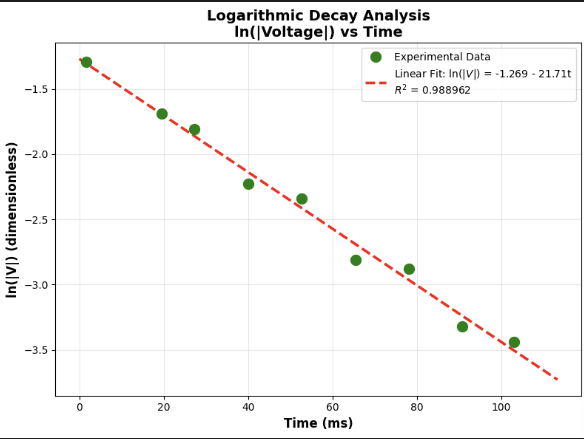 Logarithmic Decay Analysis
ln(|Voltage|) vs Time
Experimental Data
Linear Fit: ln(|V|) = -1.269 - 21.71t
R² = 0.988962
ln(|V|) (dimensionless)
−1.5
−2.0
−2.5
−3.0
−3.5
0 20 40 60 80 100
Time (ms)